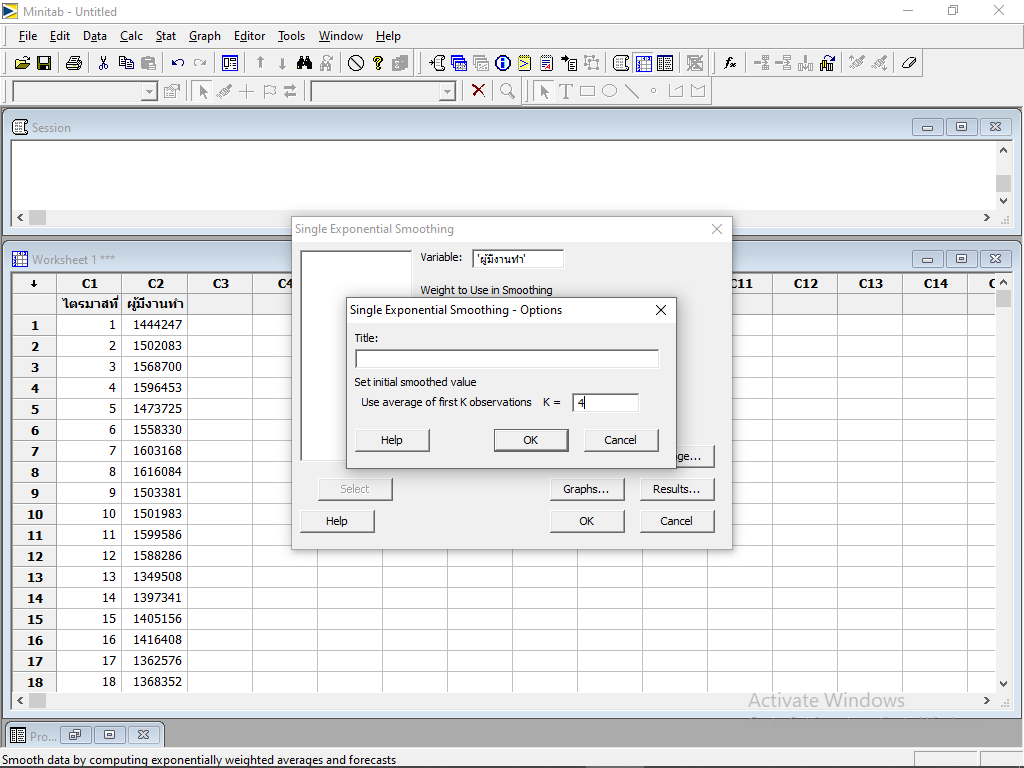 Minitab - Untitled
File Edit Data Calc Stat Graph Editor Tools Window Help
Session
Worksheet 1 ***
C1 C2 C3 C4 C11 C12 C13 C14
ไตรมาสที่ ผู้มีงานทำ
1 1 1444247
2 2 1502083
3 3 1568700
4 4 1596453
5 5 1473725
6 6 1558330
7 7 1603168
8 8 1616084
9 9 1503381
10 10 1501983
11 11 1599586
12 12 1588286
13 13 1349508
14 14 1397341
15 15 1405156
16 16 1416408
17 17 1362576
18 18 1368352
Single Exponential Smoothing
Variable: 'ผู้มีงานทำ'
Weight to Use in Smoothing
Single Exponential Smoothing - Options
Title:
Set initial smoothed value
Use average of first K observations K = 4
Help OK Cancel
ge...
Select Graphs... Results...
Help OK Cancel
Activate Windows
Pro...
Smooth data by computing exponentially weighted averages and forecasts